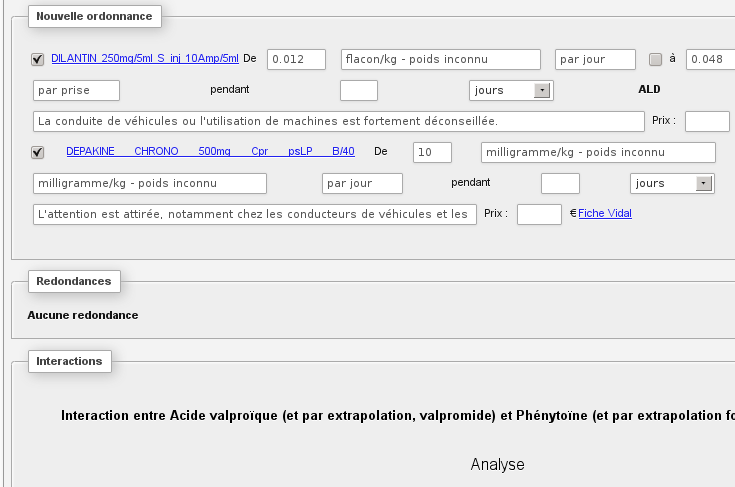 Nouvelle ordonnance
DILANTIN 250mg/5ml S inj 10Amp/5ml De 0.012 flacon/kg - poids inconnu par jour à 0.048
par prise pendant jours ALD
La conduite de véhicules ou l'utilisation de machines est fortement déconseillée. Prix :
DEPAKINE CHRONO 500mg Cpr psLP B/40 De 10 milligramme/kg - poids inconnu
milligramme/kg - poids inconnu par jour pendant jours
L'attention est attirée, notamment chez les conducteurs de véhicules et les Prix : € Fiche Vidal
Redondances
Aucune redondance
Interactions
Interaction entre Acide valproïque (et par extrapolation, valpromide) et Phénytoïne (et par extrapolation fo
Analyse